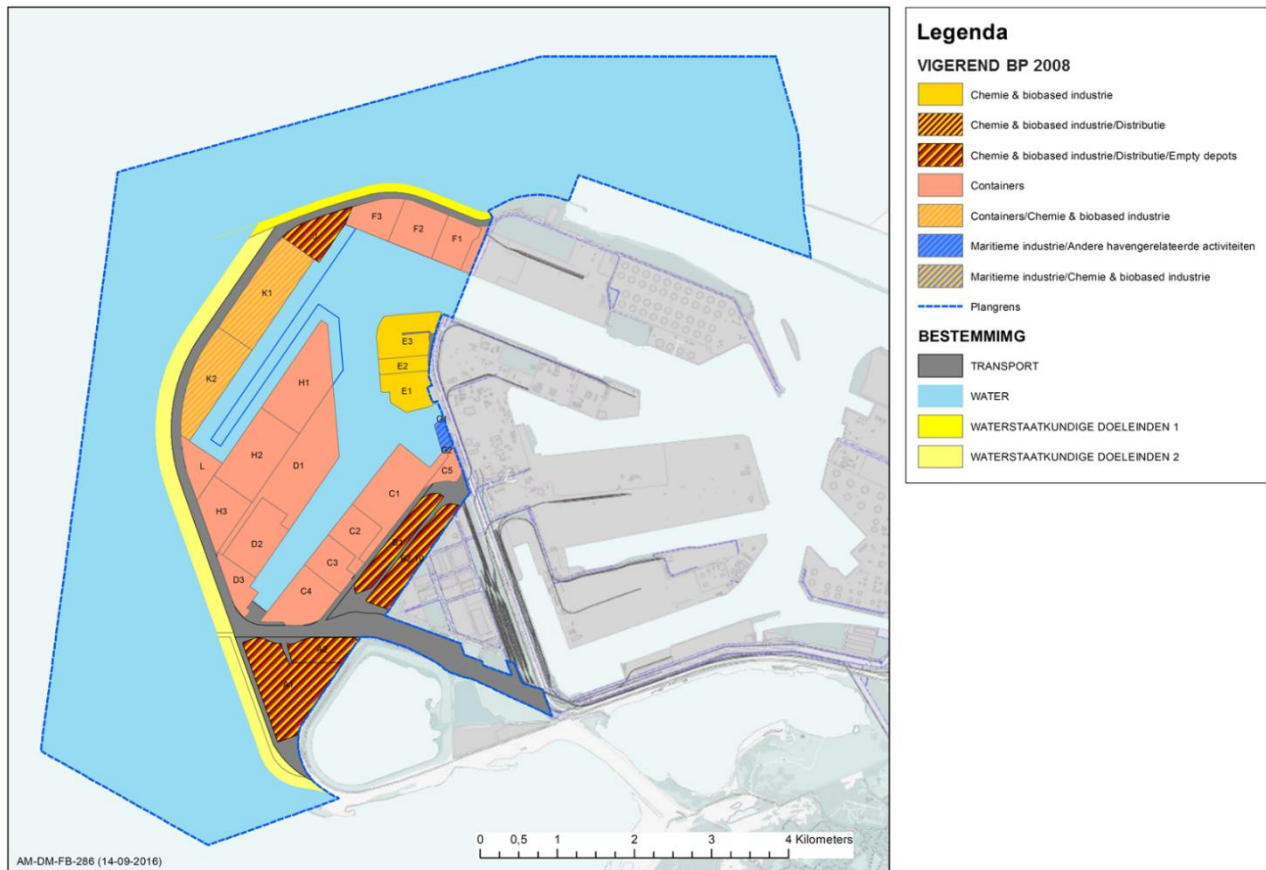 Legenda
VIGEREND BP 2008
Chemie & biobased industrie
Chemie & biobased industrie/Distributie
Chemie & biobased industrie/Distributie/Empty depots
Containers
Containers/Chemie & biobased industrie
Maritieme industrie/Andere havengerelateerde activiteiten
Maritieme industrie/Chemie & biobased industrie
Plangrens
BESTEMMIMG
TRANSPORT
WATER
WATERSTAATKUNDIGE DOELEINDEN 1
WATERSTAATKUNDIGE DOELEINDEN 2
F3
F2
F1
K1
E3
E2
K2
H1
E1
G1
G2
L
H2
D1
C5
C1
H3
C2
D2
C3
D3
C4
A1
0 0,5 1 2 3 4 Kilometers
AM-DM-FB-286 (14-09-2016)